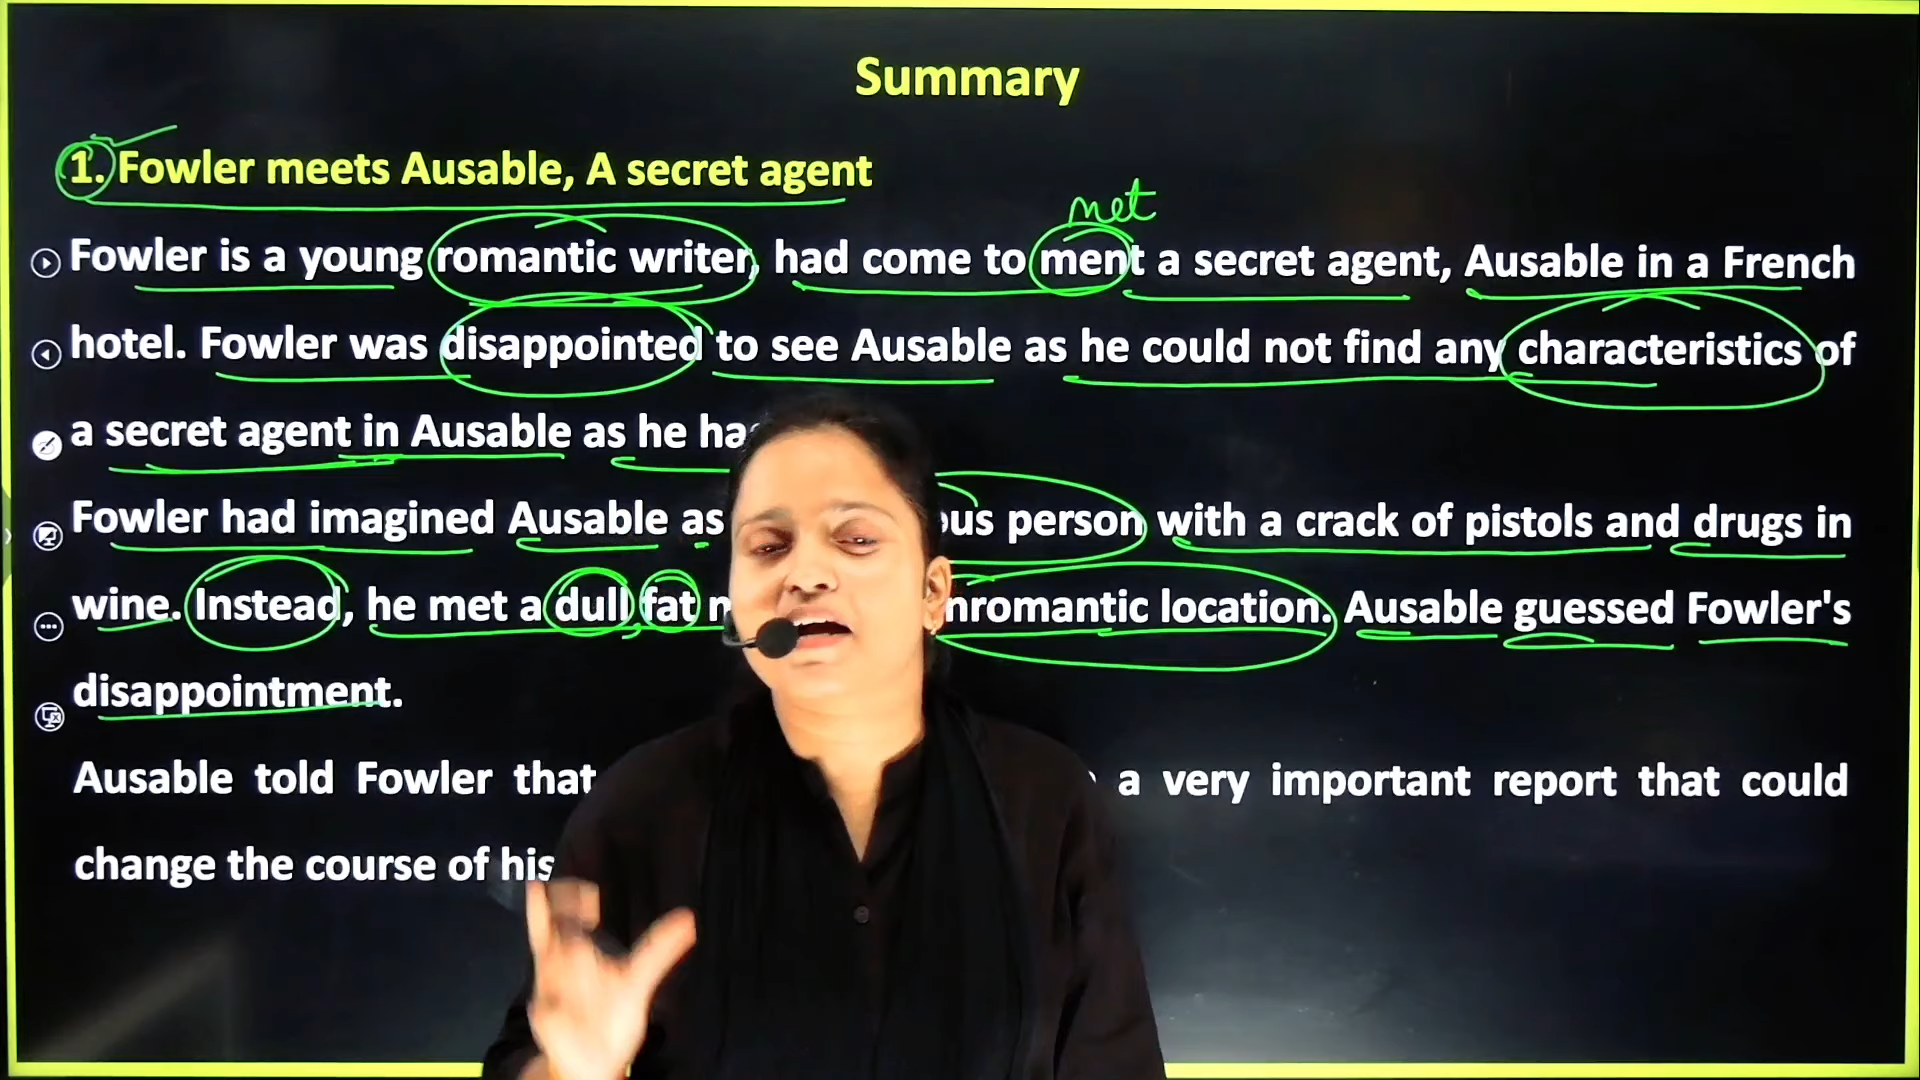 Summary
1. Fowler meets Ausable, A secret agent
met
Fowler is a young romantic writer, had come to ment a secret agent, Ausable in a French
hotel. Fowler was disappointed to see Ausable as he could not find any characteristics of
a secret agent in Ausable as he
Fowler had imagined Ausable as person with a crack of pistols and drugs in
wine. Instead, he met a dull, fat location. Ausable guessed Fowler's
disappointment.
Ausable told Fowler that a very important report that could
change the course of his